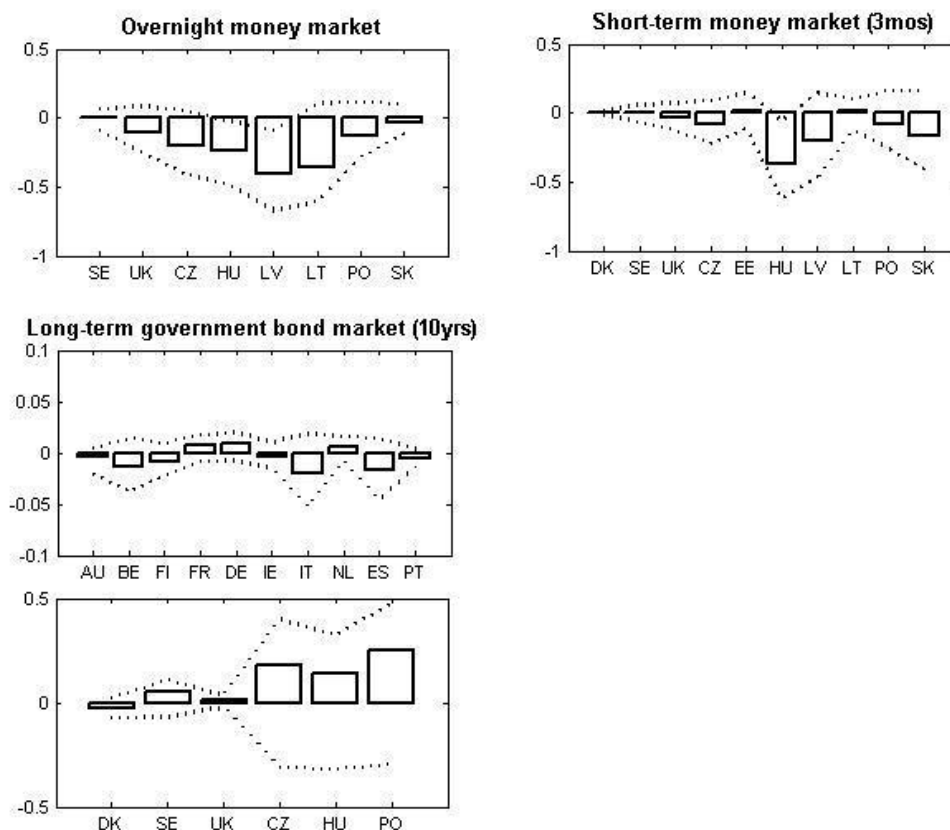 Overnight money market
0.5
0
-0.5
-1
SE UK CZ HU LV LT PO SK
Short-term money market (3mos)
0.5
0
-0.5
-1
DK SE UK CZ EE HU LV LT PO SK
Long-term government bond market (10yrs)
0.1
0.05
0
-0.05
-0.1
AU BE FI FR DE IE IT NL ES PT
0.5
0
-0.5
DK SE UK CZ HU PO